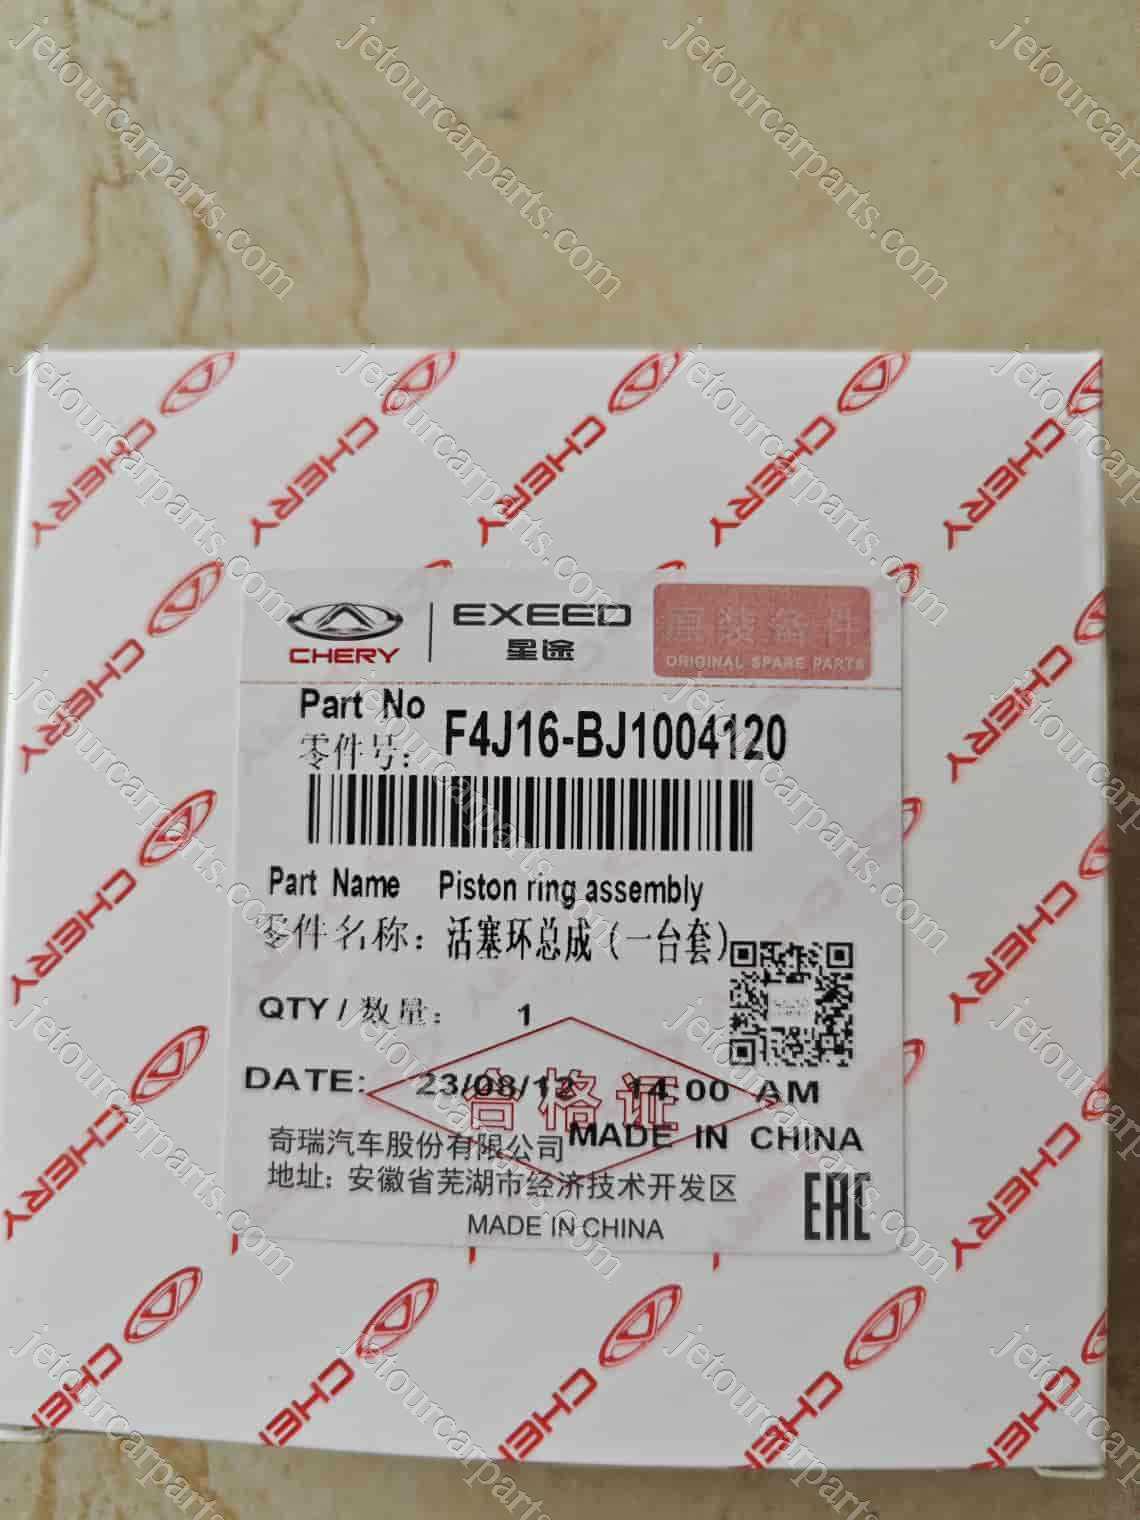 CHERY
EXEED
星途
原装备件
ORIGINAL SPARE PARTS
Part No
零件号: F4J16-BJ1004120
Part Name Piston ring assembly
零件名称: 活塞环总成(一台套)
QTY / 数量: 1
DATE: 23/08/12 14:00 AM
合格证
奇瑞汽车股份有限公司 MADE IN CHINA
地址: 安徽省芜湖市经济技术开发区
MADE IN CHINA
EAC
CHERY
jetourcarparts.com